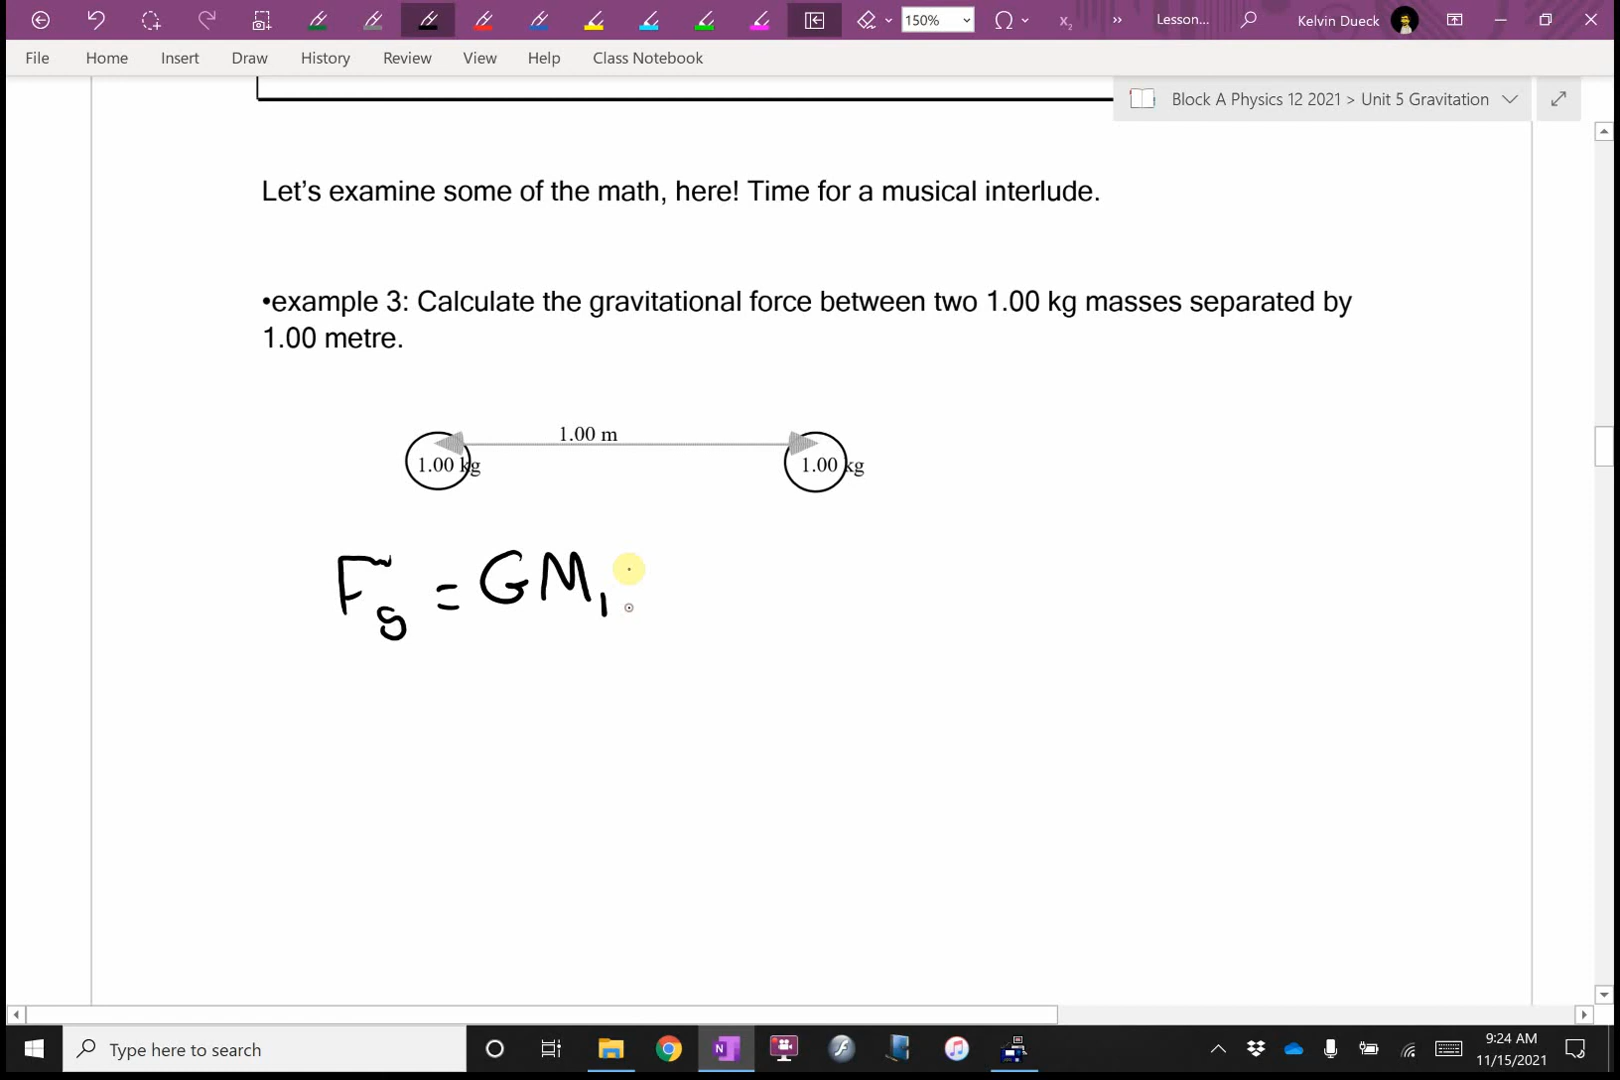 150%
x₂
Lesson...
Kelvin Dueck
File Home Insert Draw History Review View Help Class Notebook
Block A Physics 12 2021 > Unit 5 Gravitation
Let's examine some of the math, here! Time for a musical interlude.
•example 3: Calculate the gravitational force between two 1.00 kg masses separated by
1.00 metre.
1.00 m
1.00 kg 1.00 kg
Fg = GM₁
Type here to search
9:24 AM
11/15/2021